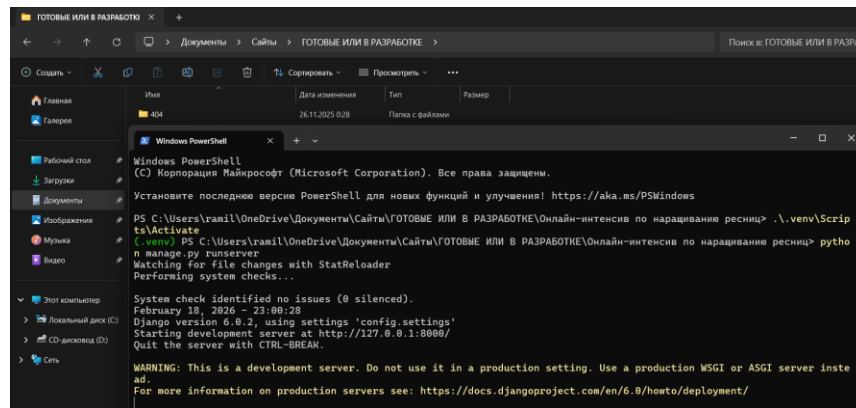 ГОТОВЫЕ ИЛИ В РАЗРАБОТКІ
Документы > Сайты > ГОТОВЫЕ ИЛИ В РАЗРАБОТКЕ >
Поиск в: ГОТОВЫЕ ИЛИ В РАЗРА
Создать
Сортировать
Просмотреть
Имя Дата изменения Тип Размер
Главная
404 26.11.2025 0:28 Папка с файлами
Галерея
Windows PowerShell
Рабочий стол
Загрузки
Документы
Изображения
Музыка
Видео
Этот компьютер
Локальный диск (C:)
CD-дисковод (D:)
Сеть
Windows PowerShell
(C) Корпорация Майкрософт (Microsoft Corporation). Все права защищены.
Установите последнюю версию PowerShell для новых функций и улучшения! https://aka.ms/PSWindows
PS C:\Users\ramil\OneDrive\Документы\Сайты\ГОТОВЫЕ ИЛИ В РАЗРАБОТКЕ\Онлайн-интенсив по наращиванию ресниц> .\.venv\Scrip
ts\Activate
(.venv) PS C:\Users\ramil\OneDrive\Документы\Сайты\ГОТОВЫЕ ИЛИ В РАЗРАБОТКЕ\Онлайн-интенсив по наращиванию ресниц> pytho
n manage.py runserver
Watching for file changes with StatReloader
Performing system checks...
System check identified no issues (0 silenced).
February 18, 2026 - 23:00:28
Django version 6.0.2, using settings 'config.settings'
Starting development server at http://127.0.0.1:8000/
Quit the server with CTRL-BREAK.
WARNING: This is a development server. Do not use it in a production setting. Use a production WSGI or ASGI server inste
ad.
For more information on production servers see: https://docs.djangoproject.com/en/6.0/howto/deployment/